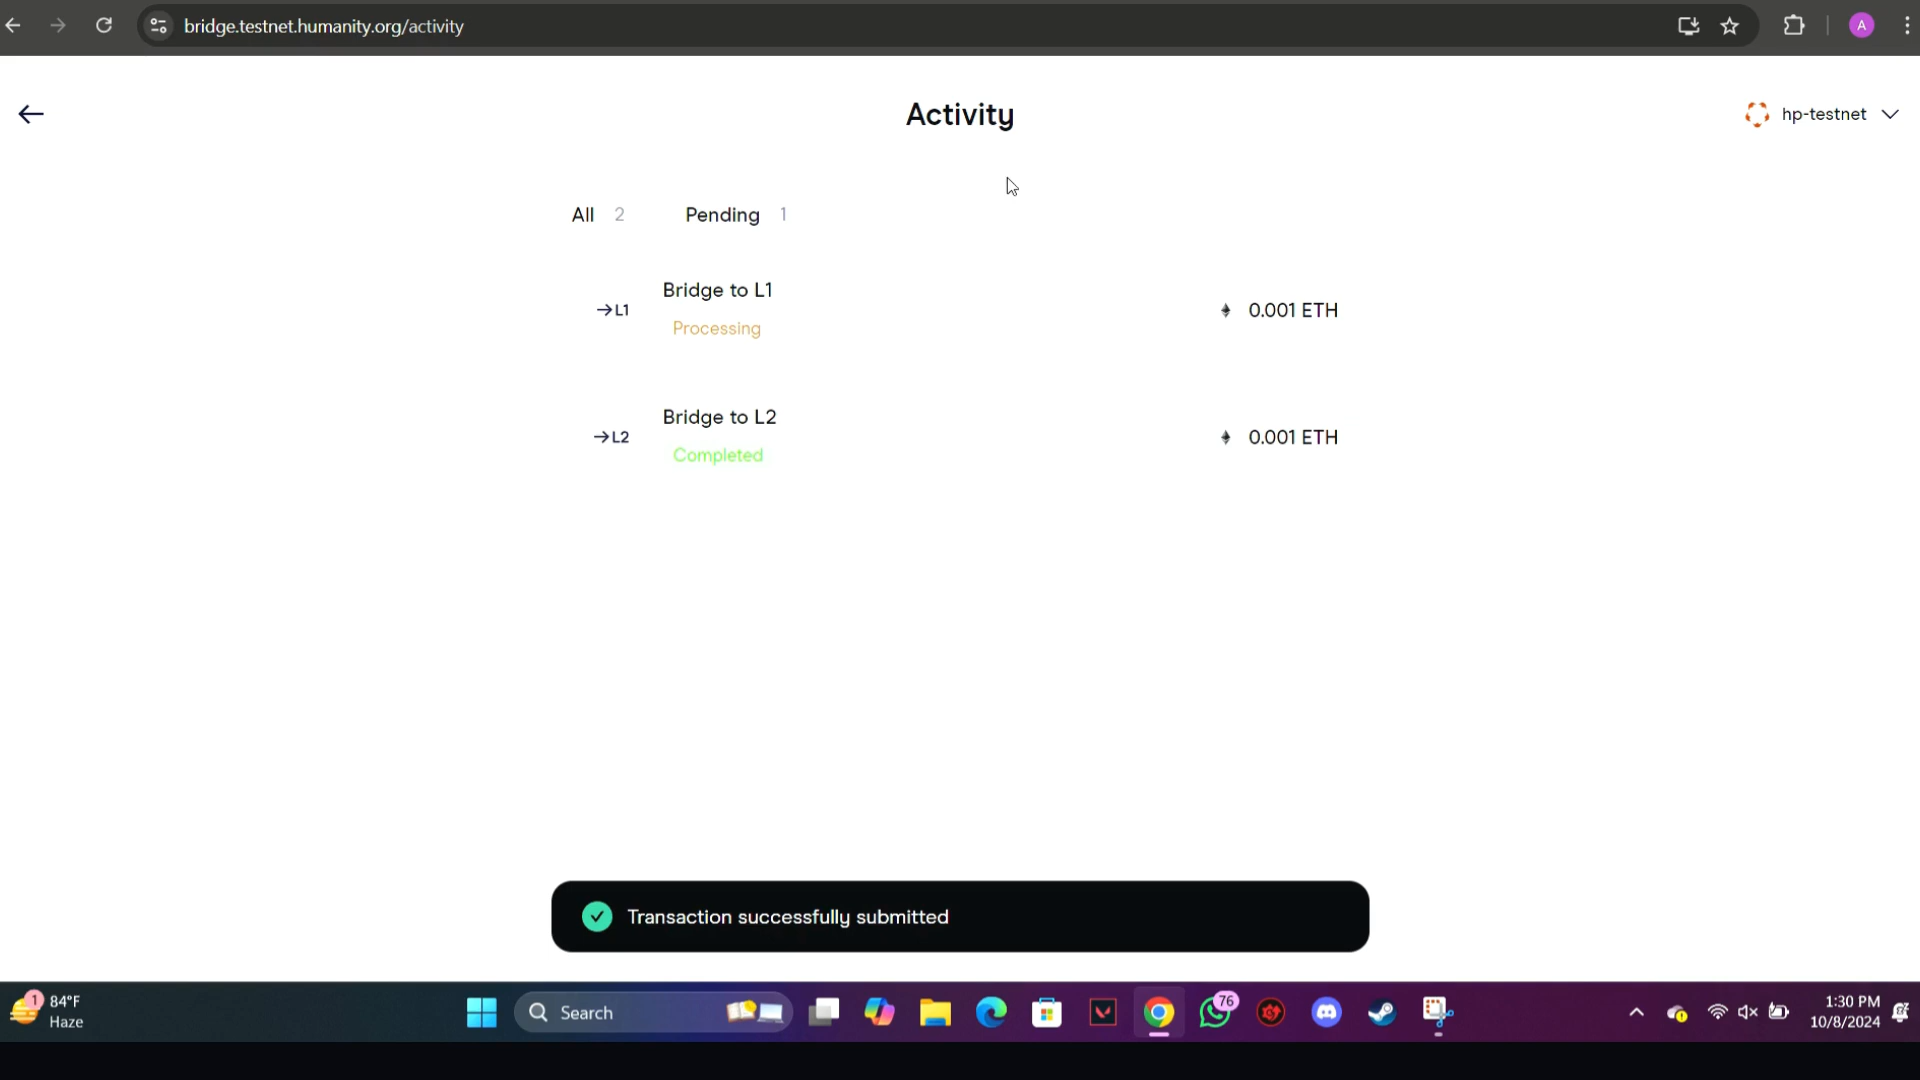 bridge.testnet.humanity.org/activity
A
Activity
hp-testnet
All 2 Pending 1
→L1 Bridge to L1 0.001 ETH
Processing
→L2 Bridge to L2 0.001 ETH
Completed
Transaction successfully submitted
1 84°F
Haze
Search
76
1:30 PM
10/8/2024